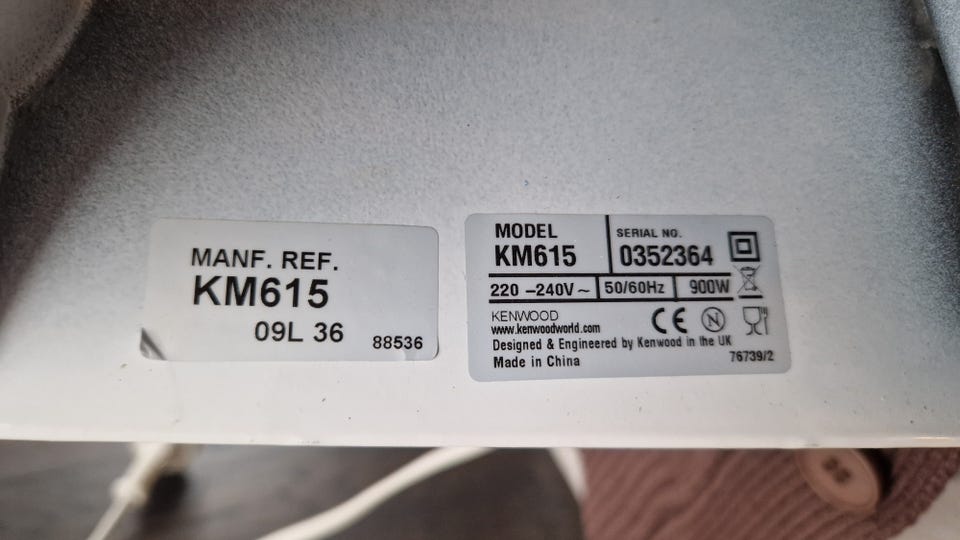 MANF. REF.
KM615
09L 36
88536
MODEL
KM615
SERIAL NO.
0352364
220 –240V ~
50/60Hz
900W
KENWOOD
www.kenwoodworld.com
CE
N
Designed & Engineered by Kenwood in the UK
Made in China
76739/2